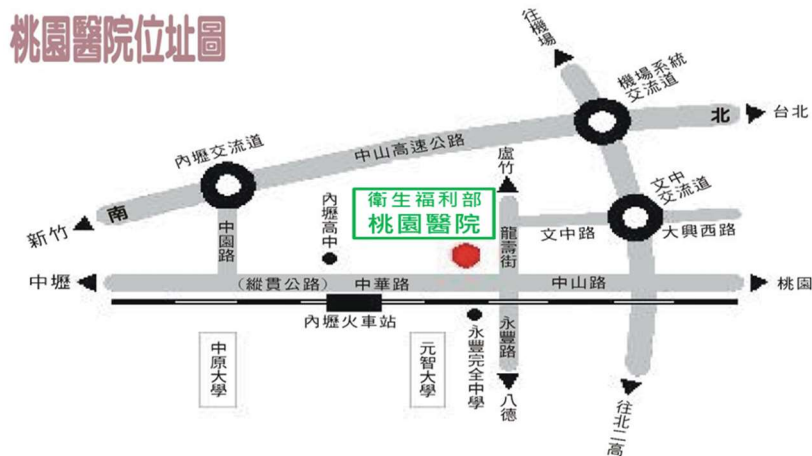 桃園醫院位址圖
往機場
機場系統
交流道
北
台北
中山高速公路
內壢交流道
南
新竹
蘆竹
衛生福利部
桃園醫院
內壢高中
中園路
龍壽街
文中路
文中
交流道
大興西路
中壢
(縱貫公路)
中華路
中山路
桃園
內壢火車站
中原大學
元智大學
永豐完全中學
永豐路
八德
往北二高